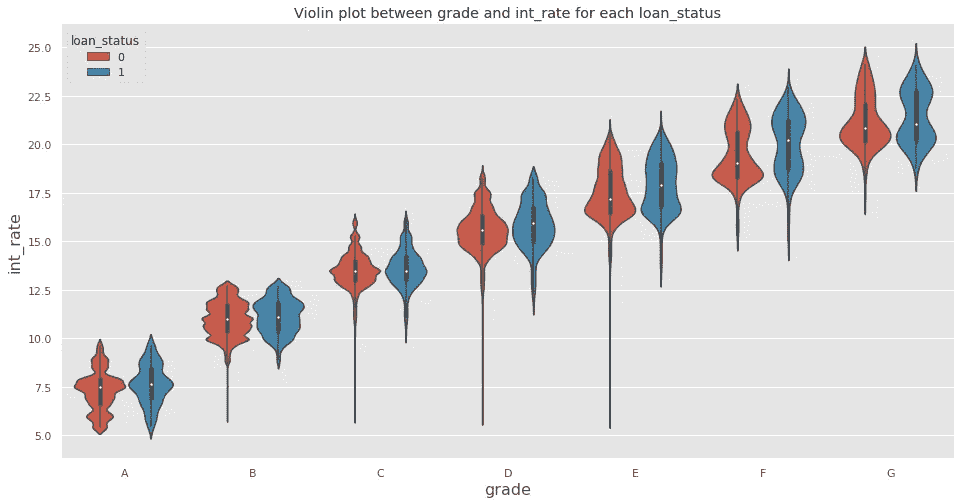 Violin plot between grade and int_rate for each loan_status
loan_status
0
1
25.0
22.5
20.0
17.5
15.0
12.5
10.0
7.5
5.0
int_rate
A B C D E F G
grade